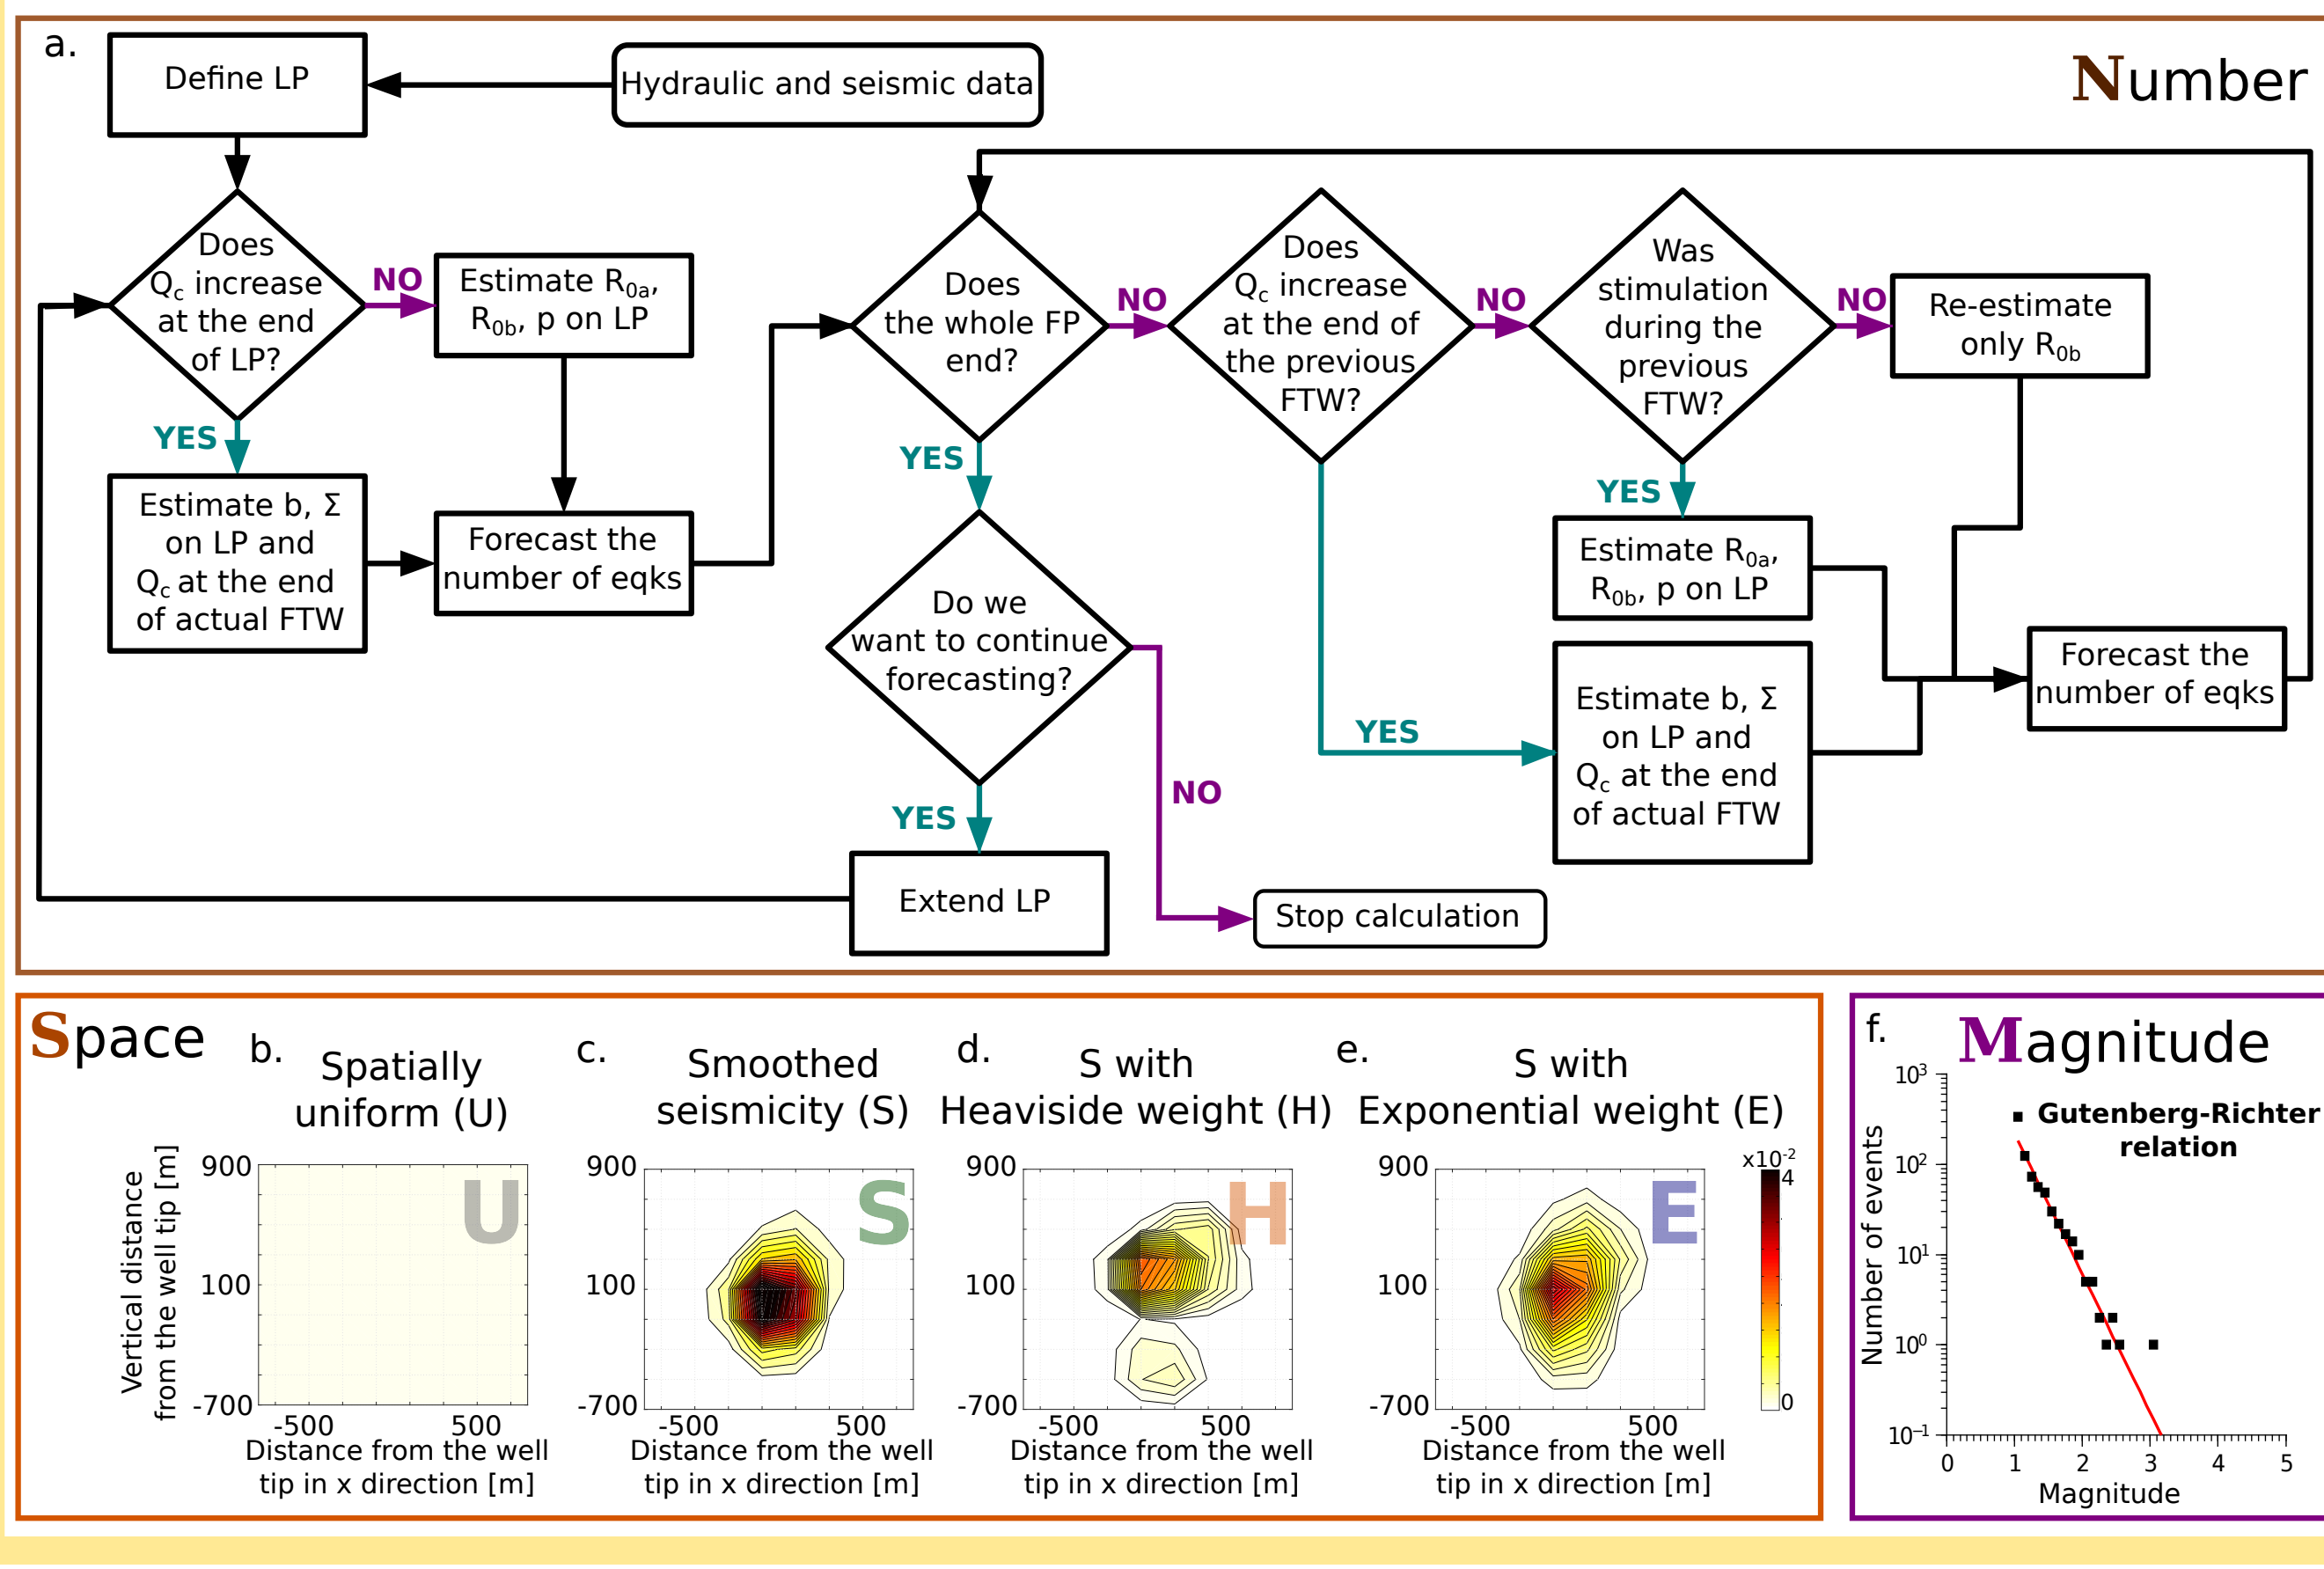 a.
Number
Define LP
Hydraulic and seismic data
Does
Qc increase
at the end
of LP?
NO
Estimate R0a,
R0b, p on LP
YES
Estimate b, Σ
on LP and
Qc at the end
of actual FTW
Forecast the
number of eqks
Does
the whole FP
end?
NO
YES
Do we
want to continue
forecasting?
NO
YES
Extend LP
Stop calculation
Does
Qc increase
at the end of
the previous
FTW?
NO
YES
Was
stimulation
during the
previous
FTW?
NO
YES
Re-estimate
only R0b
Estimate R0a,
R0b, p on LP
Estimate b, Σ
on LP and
Qc at the end
of actual FTW
Forecast the
number of eqks
Space
b.
Spatially
uniform (U)
Vertical distance
from the well tip [m]
900
100
-700
U
-500
500
Distance from the well
tip in x direction [m]
c.
Smoothed
seismicity (S)
900
100
-700
S
-500
500
Distance from the well
tip in x direction [m]
d.
S with
Heaviside weight (H)
900
100
-700
H
-500
500
Distance from the well
tip in x direction [m]
e.
S with
Exponential weight (E)
900
100
-700
E
-500
500
Distance from the well
tip in x direction [m]
x10-2
4
0
f.
Magnitude
Gutenberg-Richter
relation
Number of events
10³
10²
10¹
10⁰
10⁻¹
0 1 2 3 4 5
Magnitude